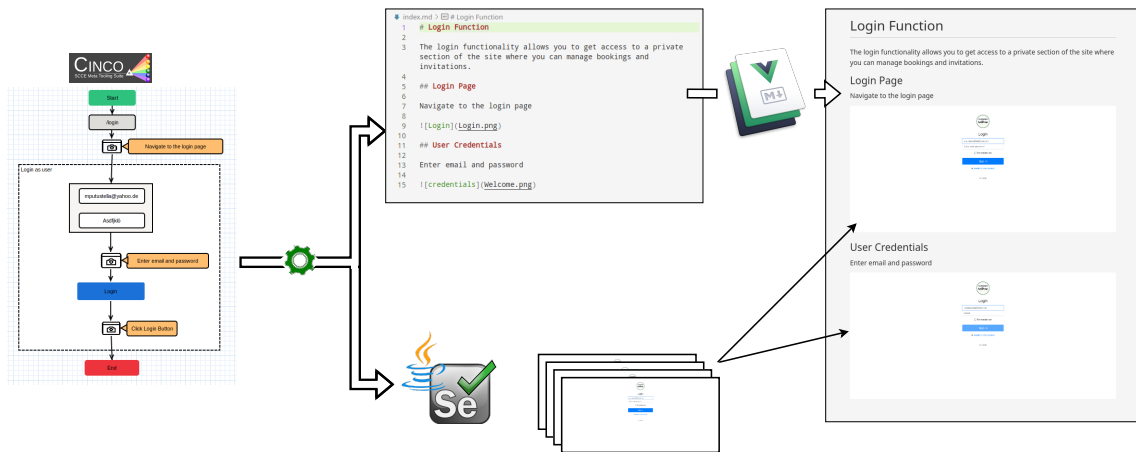 CINCO
SCCE Meta Tooling Suite
Start
/login
Navigate to the login page
Login as user
mputustella@yahoo.de
Asdfjklö
Enter email and password
Login
Click Login Button
End
index.md > # Login Function
1 # Login Function
2
3 The login functionality allows you to get access to a private
section of the site where you can manage bookings and
invitations.
4
5 ## Login Page
6
7 Navigate to the login page
8
9 ![Login](Login.png)
10
11 ## User Credentials
12
13 Enter email and password
14
15 ![credentials](Welcome.png)
M↓
Se
Login
Login Function
The login functionality allows you to get access to a private section of the site where
you can manage bookings and invitations.
Login Page
Navigate to the login page
Login
User Credentials
Enter email and password
Login